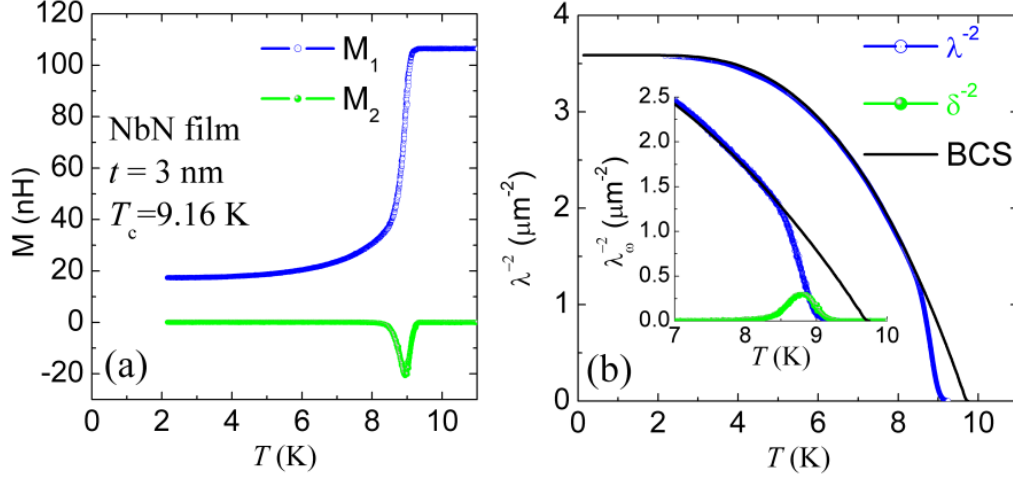 M (nH)
120
100
80
60
40
20
0
-20
M₁
M₂
NbN film
t = 3 nm
T_c=9.16 K
(a)
0 2 4 6 8 10
T (K)
λ⁻² (μm⁻²)
4
3
2
1
0
λ⁻²
δ⁻²
BCS
λ_ω⁻² (μm⁻²)
2.5
2.0
1.5
1.0
0.5
0.0
7 8 9 10
T (K)
(b)
0 2 4 6 8 10
T (K)